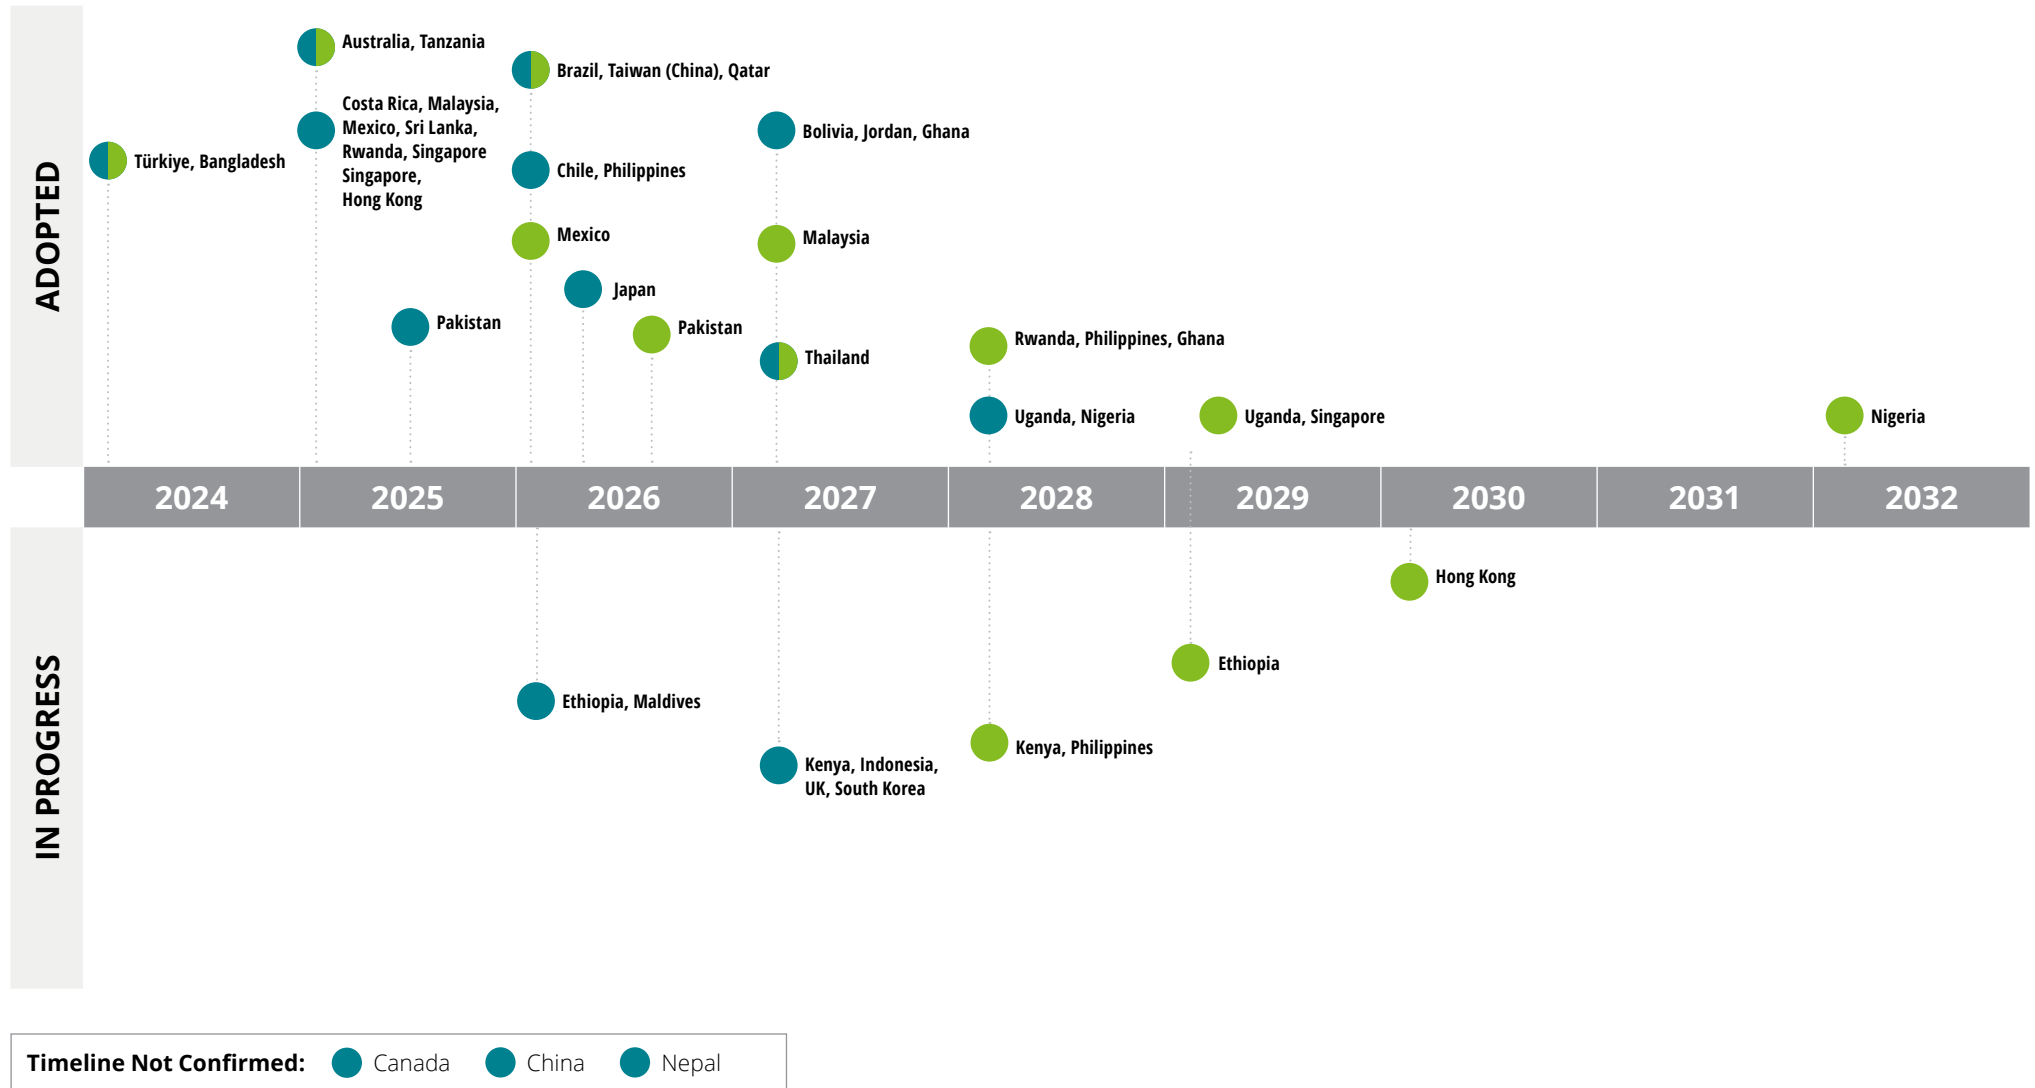 ADOPTED
Australia, Tanzania
Costa Rica, Malaysia,
Mexico, Sri Lanka,
Rwanda, Singapore
Singapore,
Hong Kong
Türkiye, Bangladesh
Pakistan
Brazil, Taiwan (China), Qatar
Chile, Philippines
Mexico
Japan
Pakistan
Bolivia, Jordan, Ghana
Malaysia
Thailand
Rwanda, Philippines, Ghana
Uganda, Nigeria
Uganda, Singapore
Nigeria
2024
2025
2026
2027
2028
2029
2030
2031
2032
IN PROGRESS
Ethiopia, Maldives
Kenya, Indonesia,
UK, South Korea
Kenya, Philippines
Ethiopia
Hong Kong
Timeline Not Confirmed: Canada China Nepal